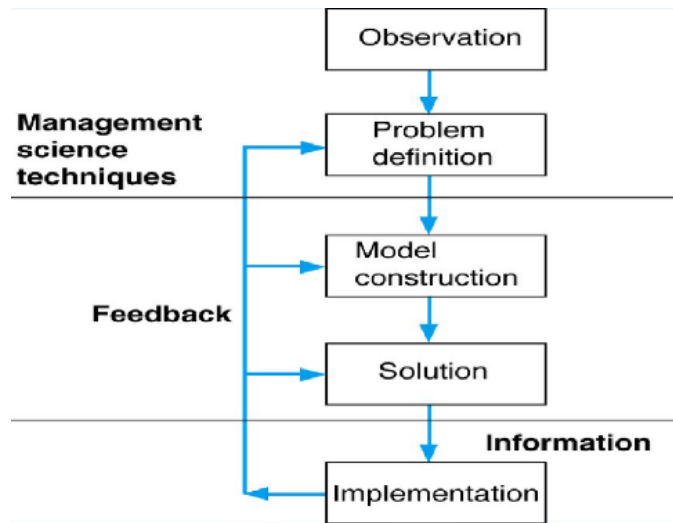 Observation
Management
science
techniques
Problem
definition
Model
construction
Feedback
Solution
Information
Implementation